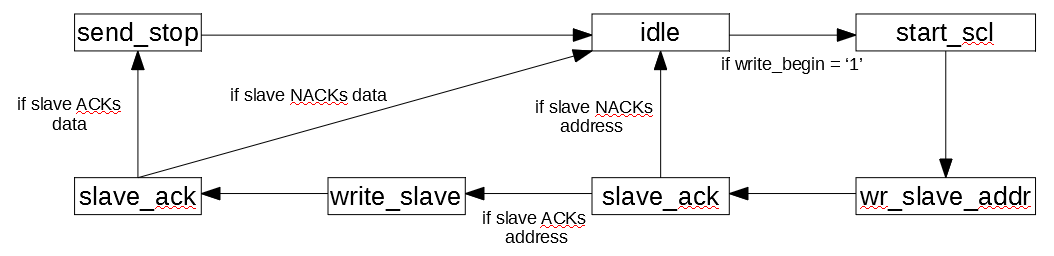 send_stop
idle
start_scl
if write_begin = ‘1’
if slave NACKs data
if slave ACKs
data
if slave NACKs
address
slave_ack
write_slave
slave_ack
wr_slave_addr
if slave ACKs
address